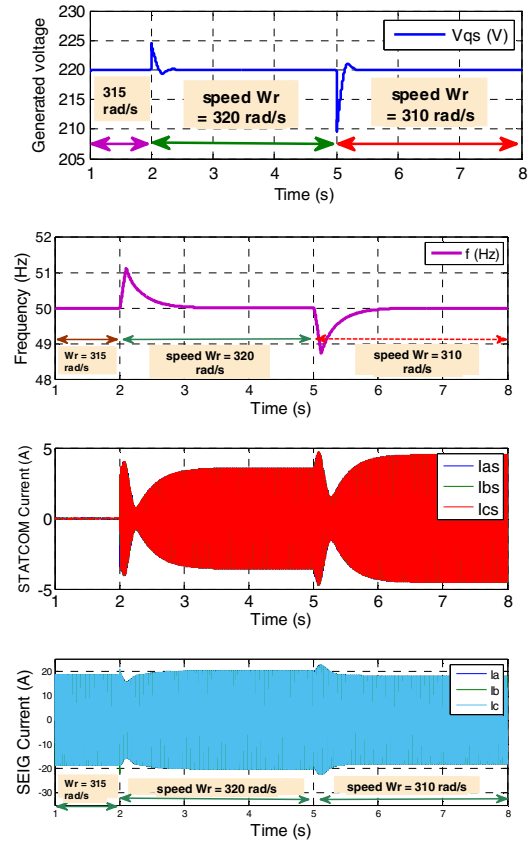 Generated voltage
230
225
220
215
210
205
Vqs (V)
315
rad/s
speed Wr
= 320 rad/s
speed Wr
= 310 rad/s
1 2 3 4 5 6 7 8
Time (s)
Frequency (Hz)
52
51
50
49
48
f (Hz)
Wr = 315
rad/s
speed Wr = 320
rad/s
speed Wr = 310
rad/s
1 2 3 4 5 6 7 8
Time (s)
STATCOM Current (A)
5
0
-5
Ias
Ibs
Ics
1 2 3 4 5 6 7 8
Time (s)
SEIG Current (A)
20
10
0
-10
-20
-30
Ia
Ib
Ic
Wr = 315
rad/s
speed Wr = 320 rad/s
speed Wr = 310 rad/s
1 2 3 4 5 6 7 8
Time (s)